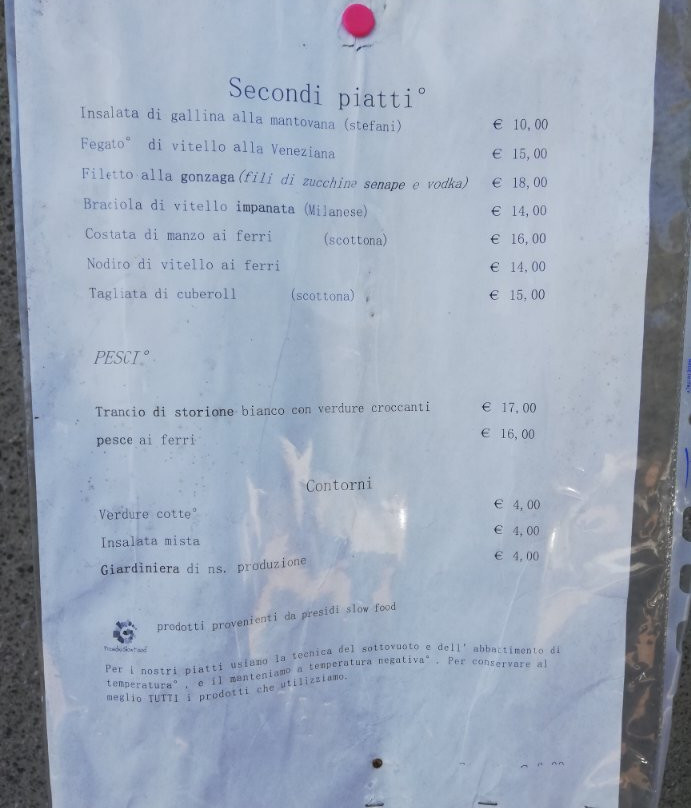 Secondi piatti°
Insalata di gallina alla mantovana (stefani) € 10,00
Fegato° di vitello alla Veneziana € 15,00
Filetto alla gonzaga(fili di zucchine senape e vodka) € 18,00
Braciola di vitello impanata (Milanese) € 14,00
Costata di manzo ai ferri (scottona) € 16,00
Nodiro di vitello ai ferri € 14,00
Tagliata di cuberoll (scottona) € 15,00
PESCI°
Trancio di storione bianco con verdure croccanti € 17,00
pesce ai ferri € 16,00
Contorni
Verdure cotte° € 4,00
Insalata mista € 4,00
Giardiniera di ns. produzione € 4,00
prodotti provenienti da presidi slow food
Per i nostri piatti usiamo la tecnica del sottovuoto e dell' abbattimento di
temperatura° , e il manteniamo a temperatura negativa° . Per conservare al
meglio TUTTI i prodotti che utilizziamo.